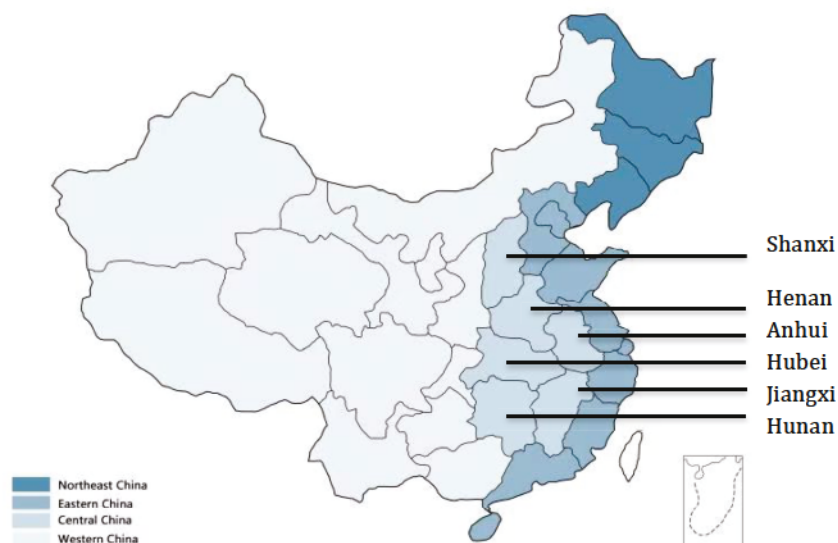 Shanxi
Henan
Anhui
Hubei
Jiangxi
Hunan
Northeast China
Eastern China
Central China
Western China